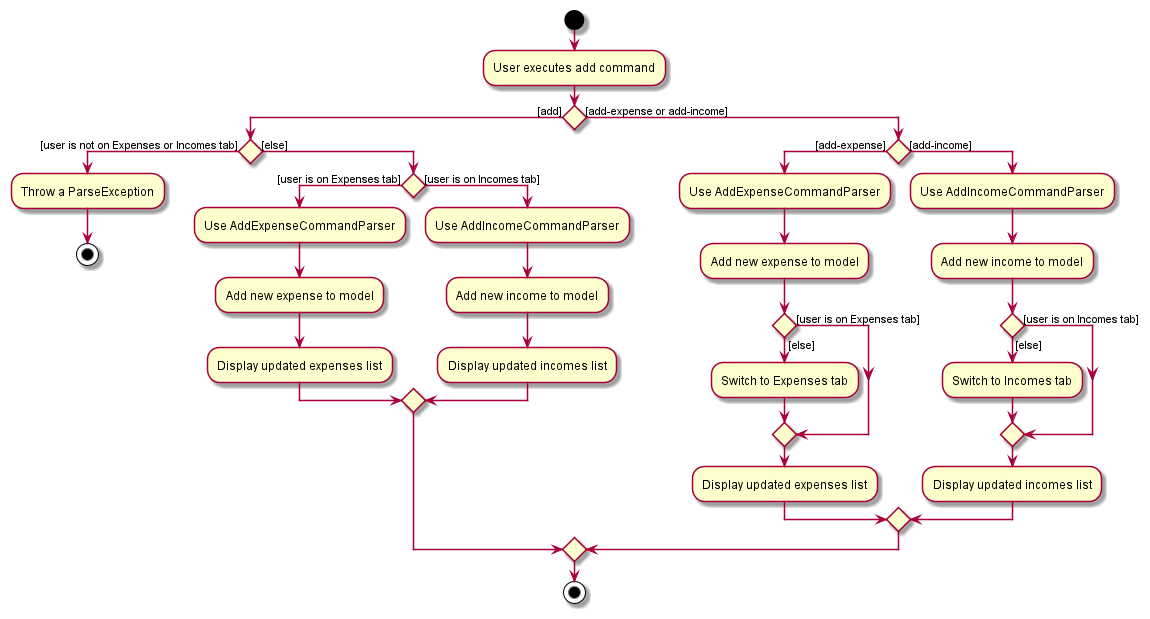 User executes add command
[add]
[add-expense or add-income]
[user is not on Expenses or Incomes tab]
[else]
[add-expense]
[add-income]
Throw a ParseException
[user is on Expenses tab]
[user is on Incomes tab]
Use AddExpenseCommandParser
Use AddIncomeCommandParser
Use AddExpenseCommandParser
Use AddIncomeCommandParser
Add new expense to model
Add new income to model
Add new expense to model
Add new income to model
[user is on Expenses tab]
[user is on Incomes tab]
[else]
[else]
Display updated expenses list
Display updated incomes list
Switch to Expenses tab
Switch to Incomes tab
Display updated expenses list
Display updated incomes list